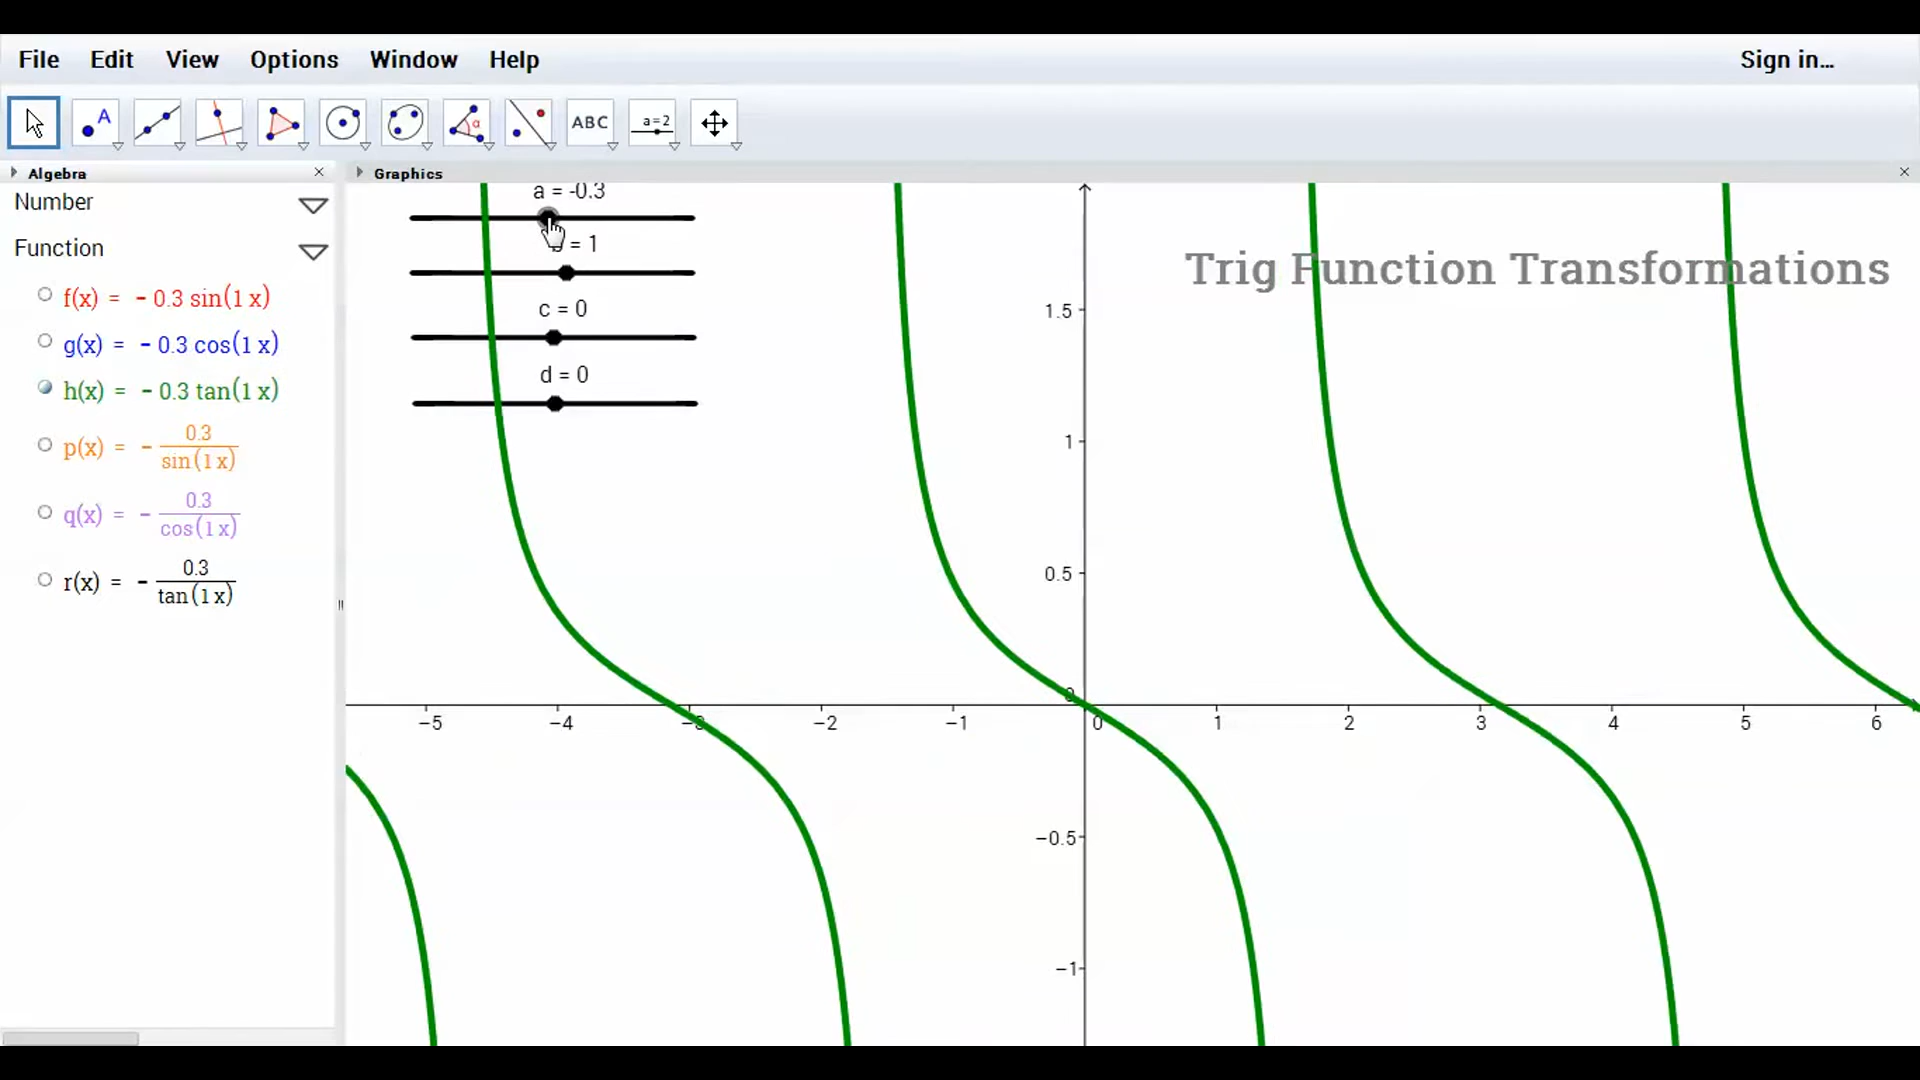 File Edit View Options Window Help Sign in...
A α ABC a=2
Algebra
Graphics
Number
Function
f(x) = - 0.3 sin(1 x)
g(x) = - 0.3 cos(1 x)
h(x) = - 0.3 tan(1 x)
p(x) = - 0.3 / sin(1 x)
q(x) = - 0.3 / cos(1 x)
r(x) = - 0.3 / tan(1 x)
a = -0.3
= 1
c = 0
d = 0
Trig Function Transformations
1.5
1
0.5
0
−5 −4 −3 −2 −1 0 1 2 3 4 5 6
−0.5
−1